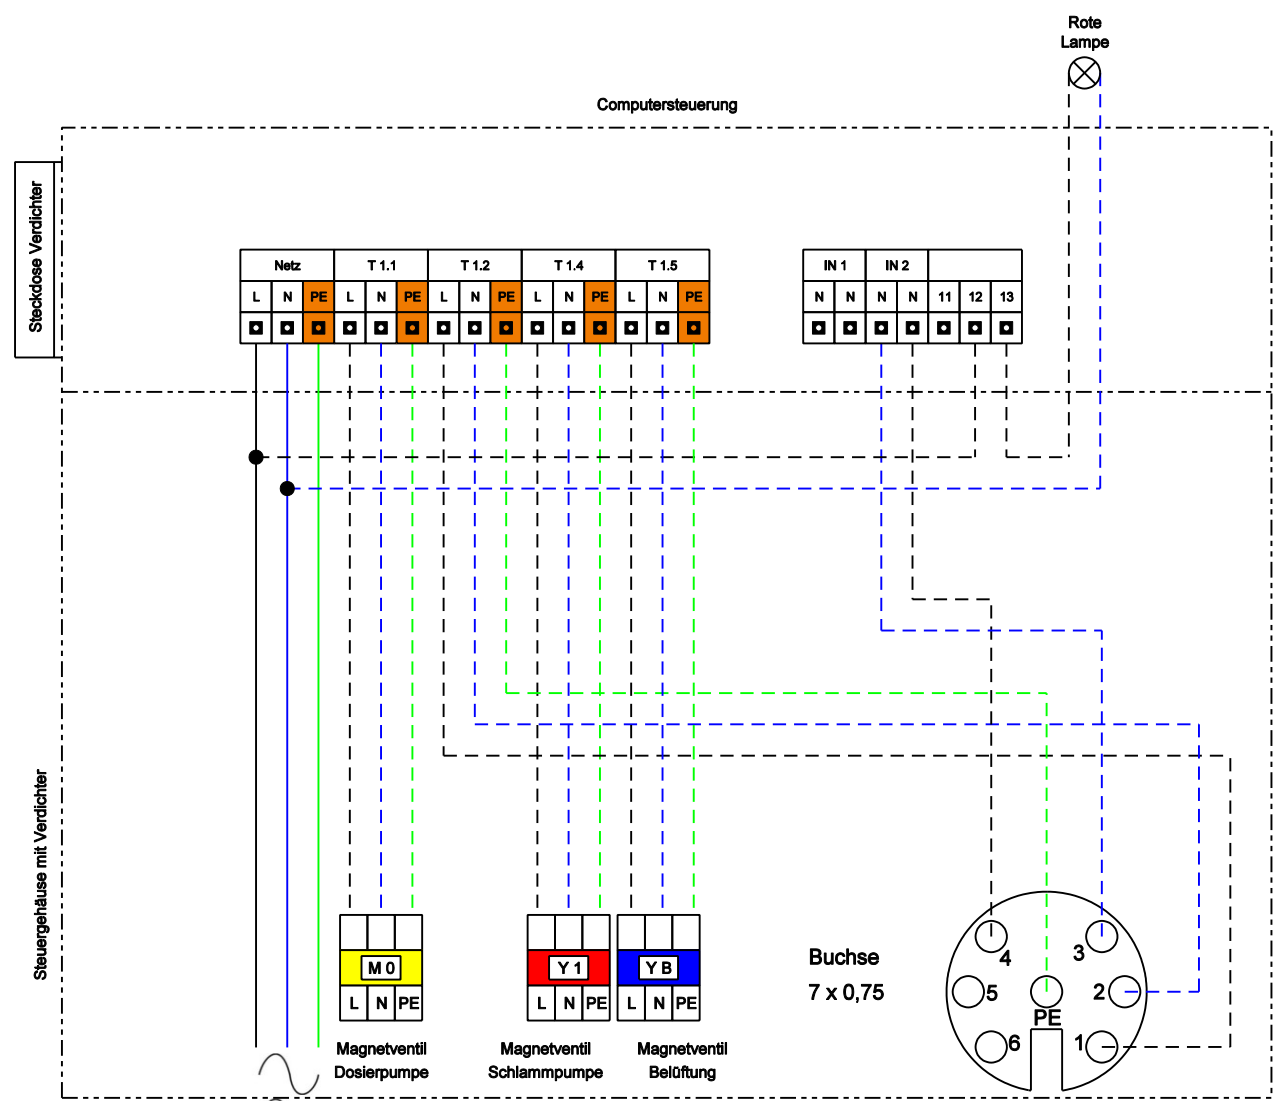 Rote
Lampe
Computersteuerung
Steckdose Verdichter
Netz T 1.1 T 1.2 T 1.4 T 1.5 IN 1 IN 2
L N PE L N PE L N PE L N PE L N PE N N N N 11 12 13
Steuergehäuse mit Verdichter
M 0 Y 1 Y B
L N PE L N PE L N PE
Magnetventil
Dosierpumpe
Magnetventil
Schlammpumpe
Magnetventil
Belüftung
Buchse
7 x 0,75
4 3
5 2
PE
6 1